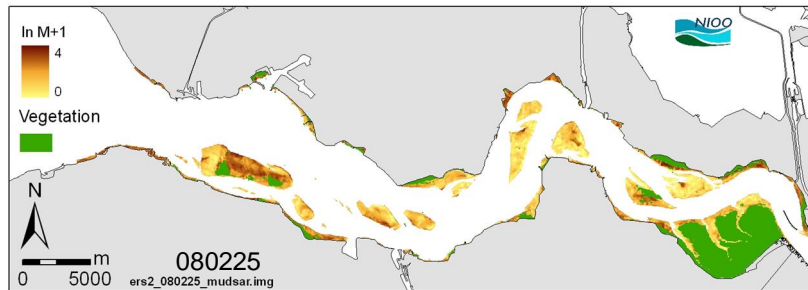 ln M+1
4
0
Vegetation
N
0 5000 m
080225
ers2_080225_mudsar.img
NIOO